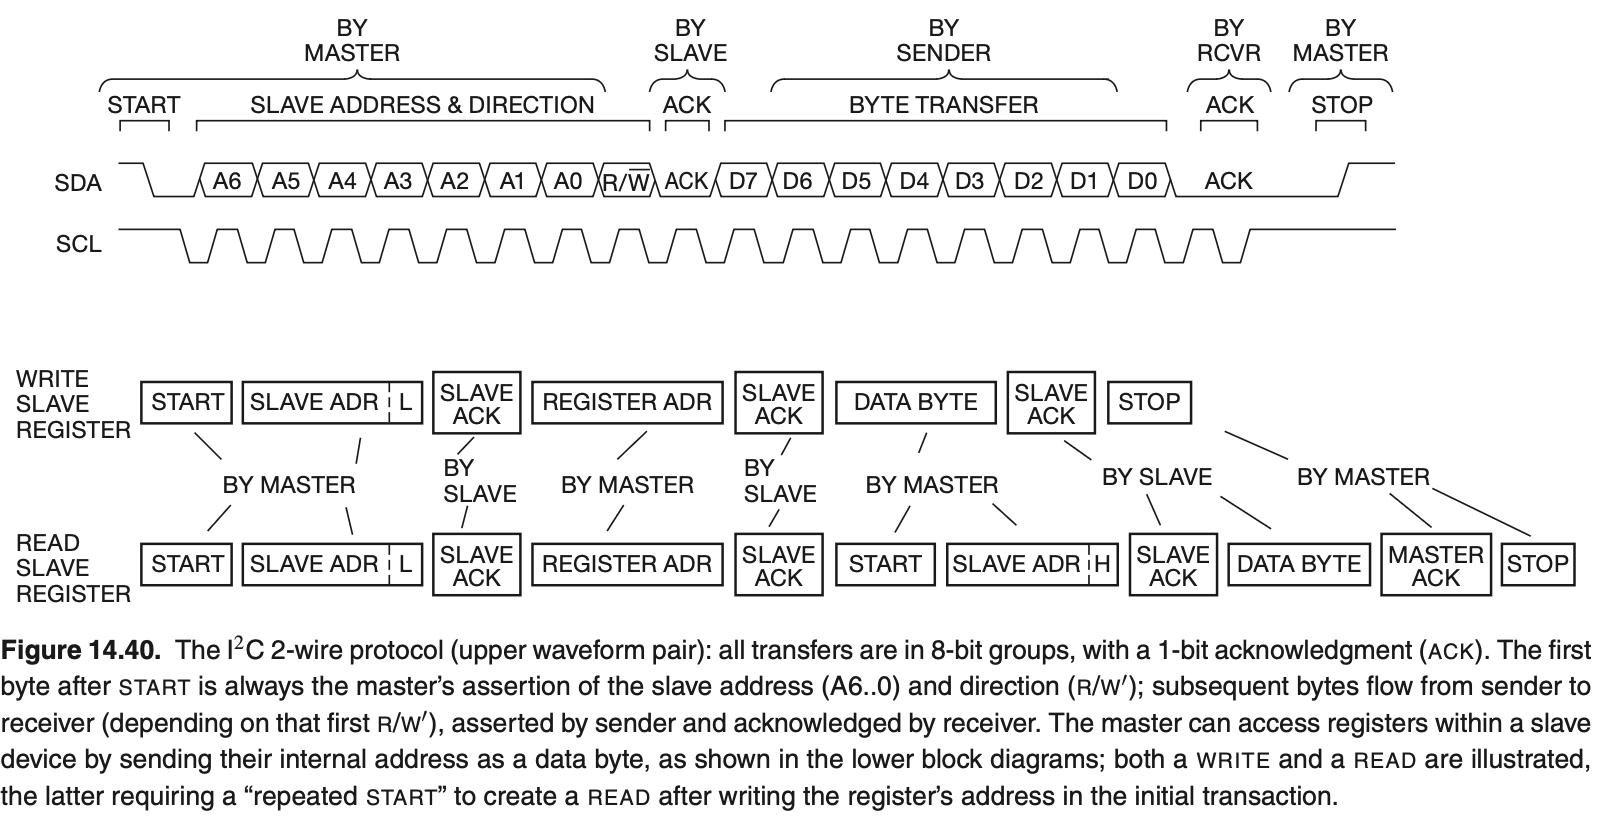 BY BY BY BY BY
MASTER SLAVE SENDER RCVR MASTER
START SLAVE ADDRESS & DIRECTION ACK BYTE TRANSFER ACK STOP
SDA A6 A5 A4 A3 A2 A1 A0 R/W̅ ACK D7 D6 D5 D4 D3 D2 D1 D0 ACK
SCL
WRITE
SLAVE
REGISTER
START SLAVE ADR L SLAVE ACK REGISTER ADR SLAVE ACK DATA BYTE SLAVE ACK STOP
BY MASTER BY SLAVE BY MASTER BY SLAVE BY MASTER BY SLAVE BY MASTER
READ
SLAVE
REGISTER
START SLAVE ADR L SLAVE ACK REGISTER ADR SLAVE ACK START SLAVE ADR H SLAVE ACK DATA BYTE MASTER ACK STOP
Figure 14.40. The I²C 2-wire protocol (upper waveform pair): all transfers are in 8-bit groups, with a 1-bit acknowledgment (ACK). The first
byte after START is always the master's assertion of the slave address (A6..0) and direction (R/W′); subsequent bytes flow from sender to
receiver (depending on that first R/W′), asserted by sender and acknowledged by receiver. The master can access registers within a slave
device by sending their internal address as a data byte, as shown in the lower block diagrams; both a WRITE and a READ are illustrated,
the latter requiring a “repeated START” to create a READ after writing the register's address in the initial transaction.